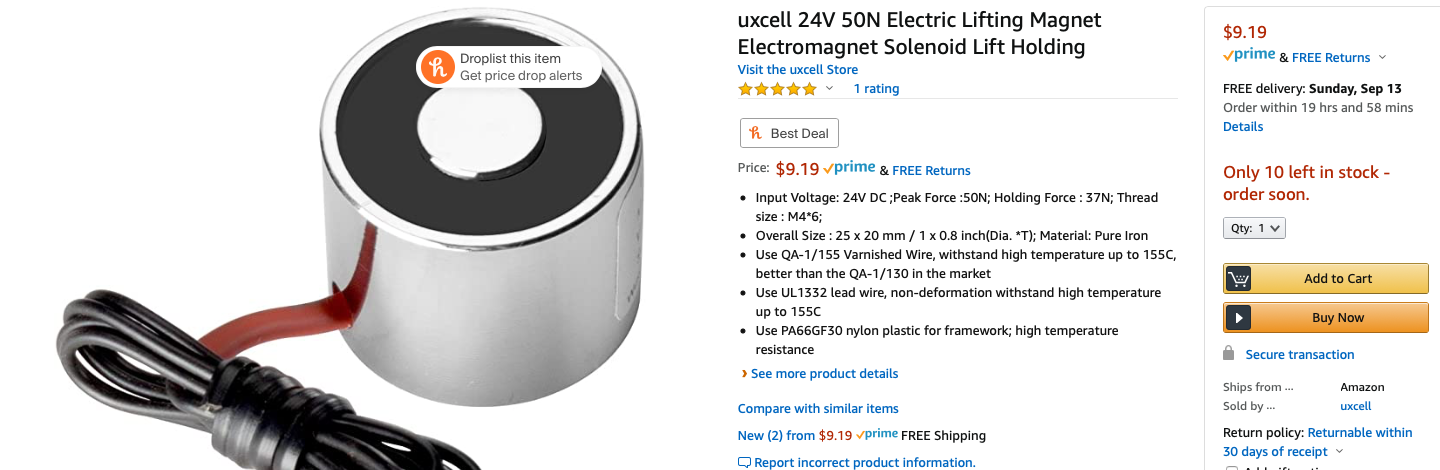 Droplist this item
Get price drop alerts
uxcell 24V 50N Electric Lifting Magnet
Electromagnet Solenoid Lift Holding
Visit the uxcell Store
1 rating
Best Deal
Price: $9.19 prime & FREE Returns
• Input Voltage: 24V DC ;Peak Force :50N; Holding Force : 37N; Thread
size : M4*6;
• Overall Size : 25 x 20 mm / 1 x 0.8 inch(Dia. *T); Material: Pure Iron
• Use QA-1/155 Varnished Wire, withstand high temperature up to 155C,
better than the QA-1/130 in the market
• Use UL1332 lead wire, non-deformation withstand high temperature
up to 155C
• Use PA66GF30 nylon plastic for framework; high temperature
resistance
› See more product details
Compare with similar items
New (2) from $9.19 prime FREE Shipping
Report incorrect product information.
$9.19
prime & FREE Returns
FREE delivery: Sunday, Sep 13
Order within 19 hrs and 58 mins
Details
Only 10 left in stock -
order soon.
Qty: 1
Add to Cart
Buy Now
Secure transaction
Ships from ... Amazon
Sold by ... uxcell
Return policy: Returnable within
30 days of receipt